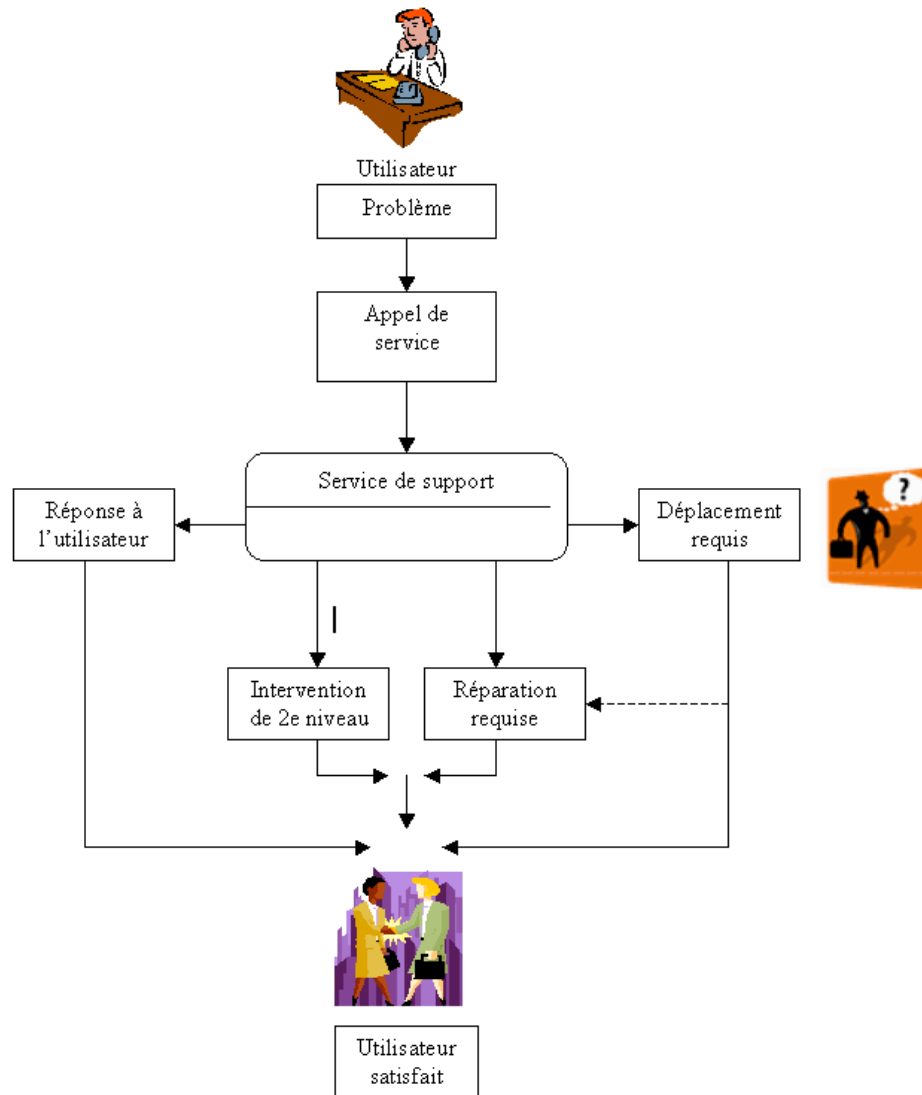 Utilisateur
Problème
Appel de
service
Service de support
Réponse à
l’utilisateur
Déplacement
requis
?
Intervention
de 2e niveau
Réparation
requise
Utilisateur
satisfait